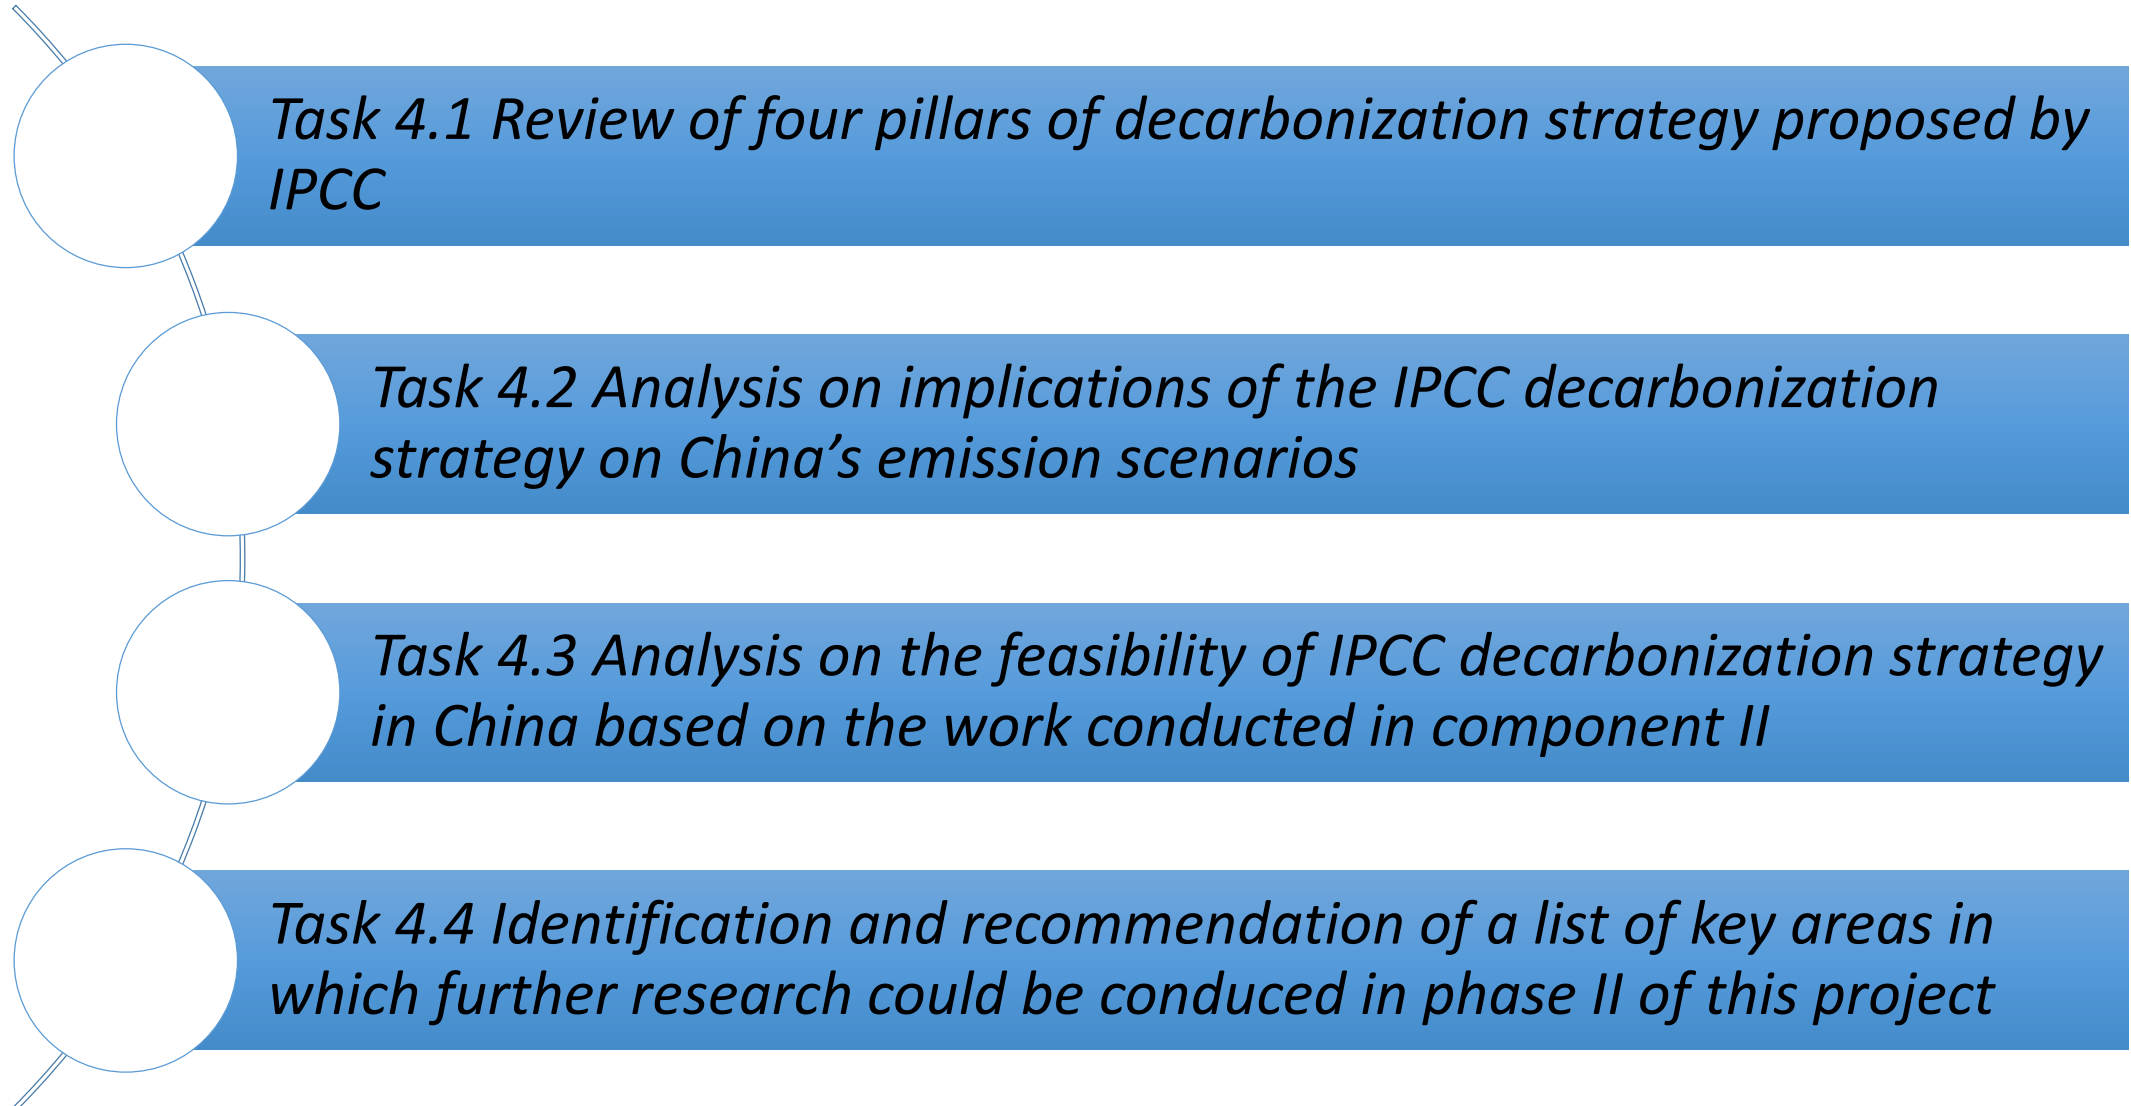 Task 4.1 Review of four pillars of decarbonization strategy proposed by
IPCC
Task 4.2 Analysis on implications of the IPCC decarbonization
strategy on China’s emission scenarios
Task 4.3 Analysis on the feasibility of IPCC decarbonization strategy
in China based on the work conducted in component II
Task 4.4 Identification and recommendation of a list of key areas in
which further research could be conduced in phase II of this project